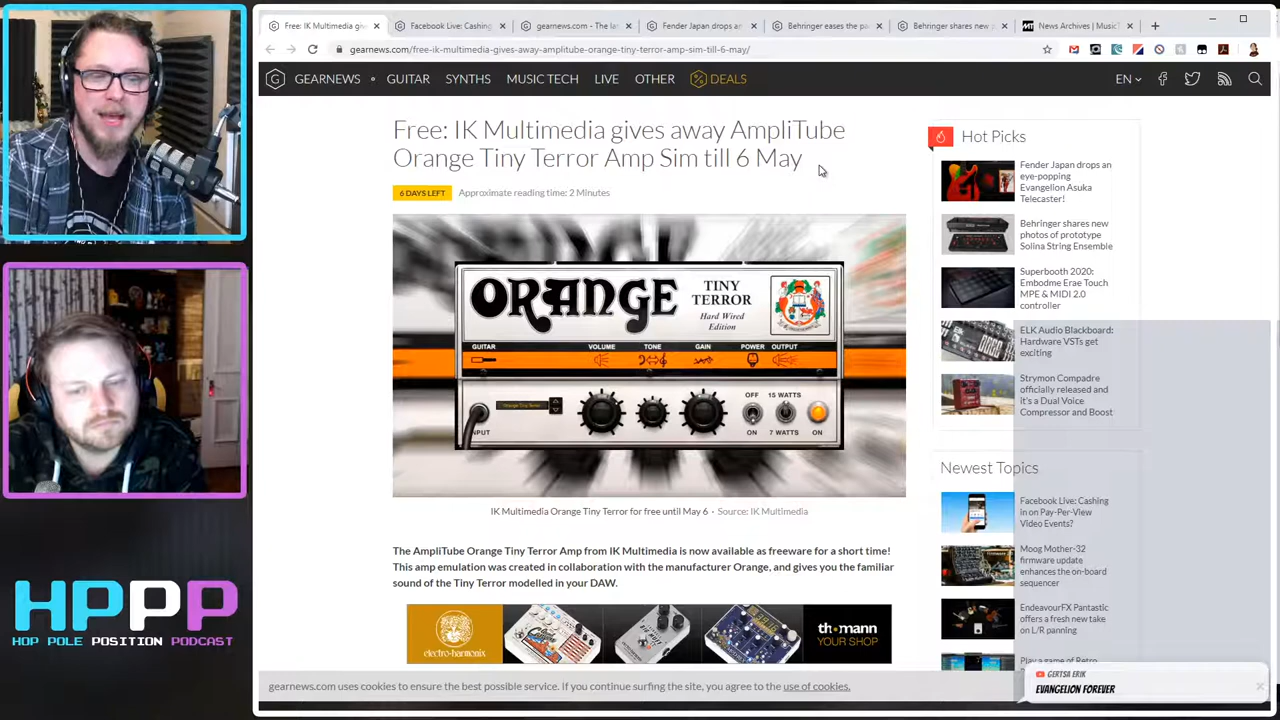 Free: IK Multimedia giv
Facebook Live: Cashing
gearnews.com - The lat
Fender Japan drops an
Behringer eases the pa
Behringer shares new
News Archives | MusicT
gearnews.com/free-ik-multimedia-gives-away-amplitube-orange-tiny-terror-amp-sim-till-6-may/
GEARNEWS
GUITAR
SYNTHS
MUSIC TECH
LIVE
OTHER
DEALS
EN
Free: IK Multimedia gives away AmpliTube
Orange Tiny Terror Amp Sim till 6 May
6 DAYS LEFT
Approximate reading time: 2 Minutes
ORANGE
TINY
TERROR
Hard Wired
Edition
GUITAR
VOLUME
TONE
GAIN
POWER
OUTPUT
Orange Tiny Terror
OFF
15 WATTS
INPUT
ON
7 WATTS
ON
IK Multimedia Orange Tiny Terror for free until May 6 · Source: IK Multimedia
The AmpliTube Orange Tiny Terror Amp from IK Multimedia is now available as freeware for a short time!
This amp emulation was created in collaboration with the manufacturer Orange, and gives you the familiar
sound of the Tiny Terror modelled in your DAW.
electro-harmonix
th•mann
YOUR SHOP
Hot Picks
Fender Japan drops an
eye-popping
Evangelion Asuka
Telecaster!
Behringer shares new
photos of prototype
Solina String Ensemble
Superbooth 2020:
Embodme Erae Touch
MPE & MIDI 2.0
controller
ELK Audio Blackboard:
Hardware VSTs get
exciting
Strymon Compadre
officially released and
it's a Dual Voice
Compressor and Boost
Newest Topics
Facebook Live: Cashing
in on Pay-Per-View
Video Events?
Moog Mother-32
firmware update
enhances the on-board
sequencer
EndeavourFX Pantastic
offers a fresh new take
on L/R panning
Play a game of Retro
gearnews.com uses cookies to ensure the best possible service. If you continue surfing the site, you agree to the use of cookies.
GERTSA ERIK
EVANGELION FOREVER
HPPP
HOP POLE POSITION PODCAST